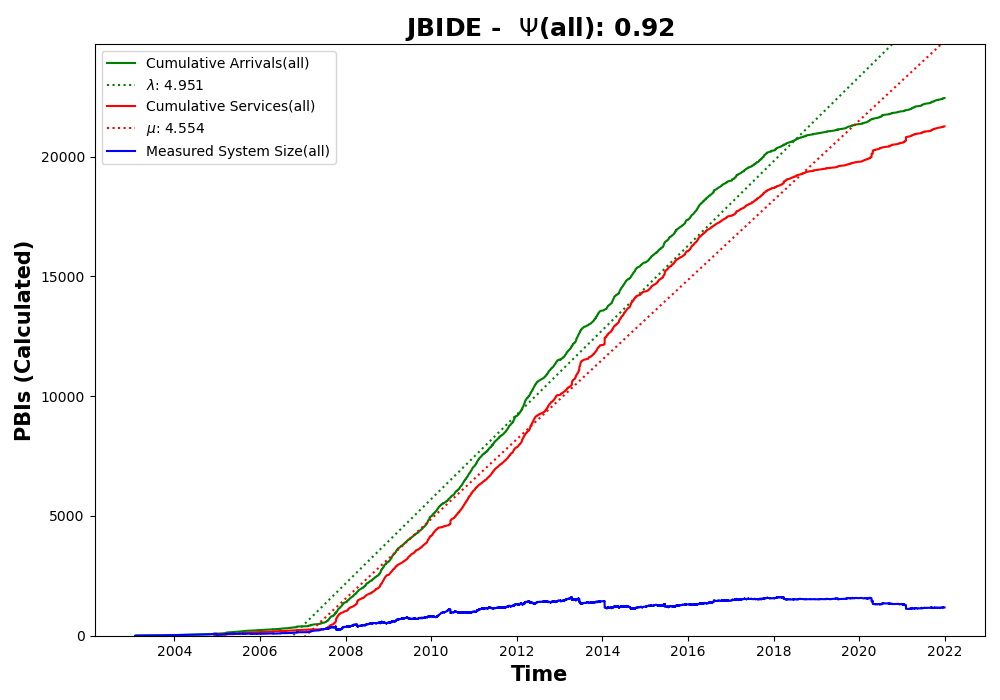 JBIDE - Ψ(all): 0.92
Cumulative Arrivals(all)
λ: 4.951
Cumulative Services(all)
μ: 4.554
Measured System Size(all)
PBIs (Calculated)
20000
15000
10000
5000
0
2004 2006 2008 2010 2012 2014 2016 2018 2020 2022
Time